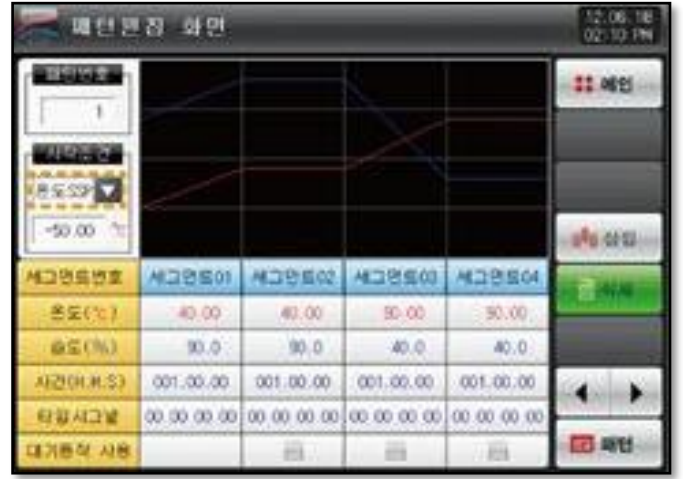 패턴편집 화면
12.06.18
02:10 PM
패턴번호
1
시작조건
온도SSP
-50.00 ℃
메인
삽입
삭제
세그먼트번호 세그먼트01 세그먼트02 세그먼트03 세그먼트04
온도(℃) 40.00 40.00 90.00 90.00
습도(%) 90.0 90.0 40.0 40.0
시간(H.M.S) 001.00.00 001.00.00 001.00.00 001.00.00
타임시그널 00 00 00 00 00 00 00 00 00 00 00 00 00 00 00 00
대기동작 사용
패턴